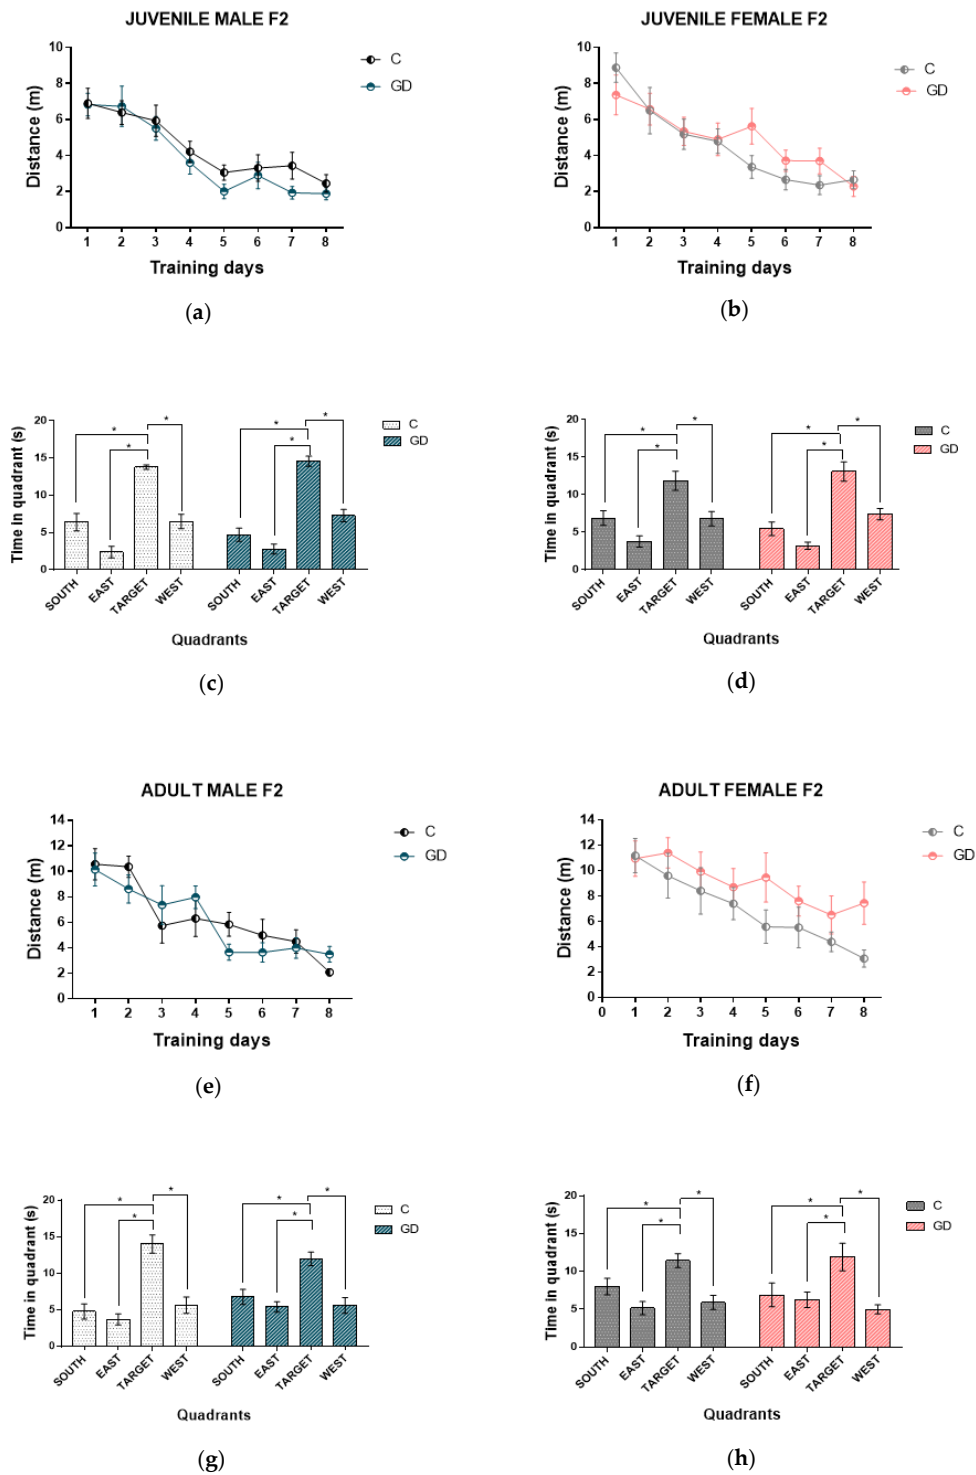 JUVENILE MALE F2
JUVENILE FEMALE F2
10
8
6
4
2
0
Distance (m)
1 2 3 4 5 6 7 8
Training days
C
GD
(a)
10
8
6
4
2
0
Distance (m)
1 2 3 4 5 6 7 8
Training days
C
GD
(b)
20
15
10
5
0
Time in quadrant (s)
* * * * * *
SOUTH EAST TARGET WEST SOUTH EAST TARGET WEST
Quadrants
C
GD
(c)
20
15
10
5
0
Time in quadrant (s)
* * * * * *
SOUTH EAST TARGET WEST SOUTH EAST TARGET WEST
Quadrants
C
GD
(d)
ADULT MALE F2
ADULT FEMALE F2
14
12
10
8
6
4
2
0
Distance (m)
1 2 3 4 5 6 7 8
Training days
C
GD
(e)
14
12
10
8
6
4
2
0
Distance (m)
0 1 2 3 4 5 6 7 8
Training days
C
GD
(f)
20
15
10
5
0
Time in quadrant (s)
* * * * * *
SOUTH EAST TARGET WEST SOUTH EAST TARGET WEST
Quadrants
C
GD
(g)
20
15
10
5
0
Time in quadrant (s)
* * * * * *
SOUTH EAST TARGET WEST SOUTH EAST TARGET WEST
Quadrants
C
GD
(h)